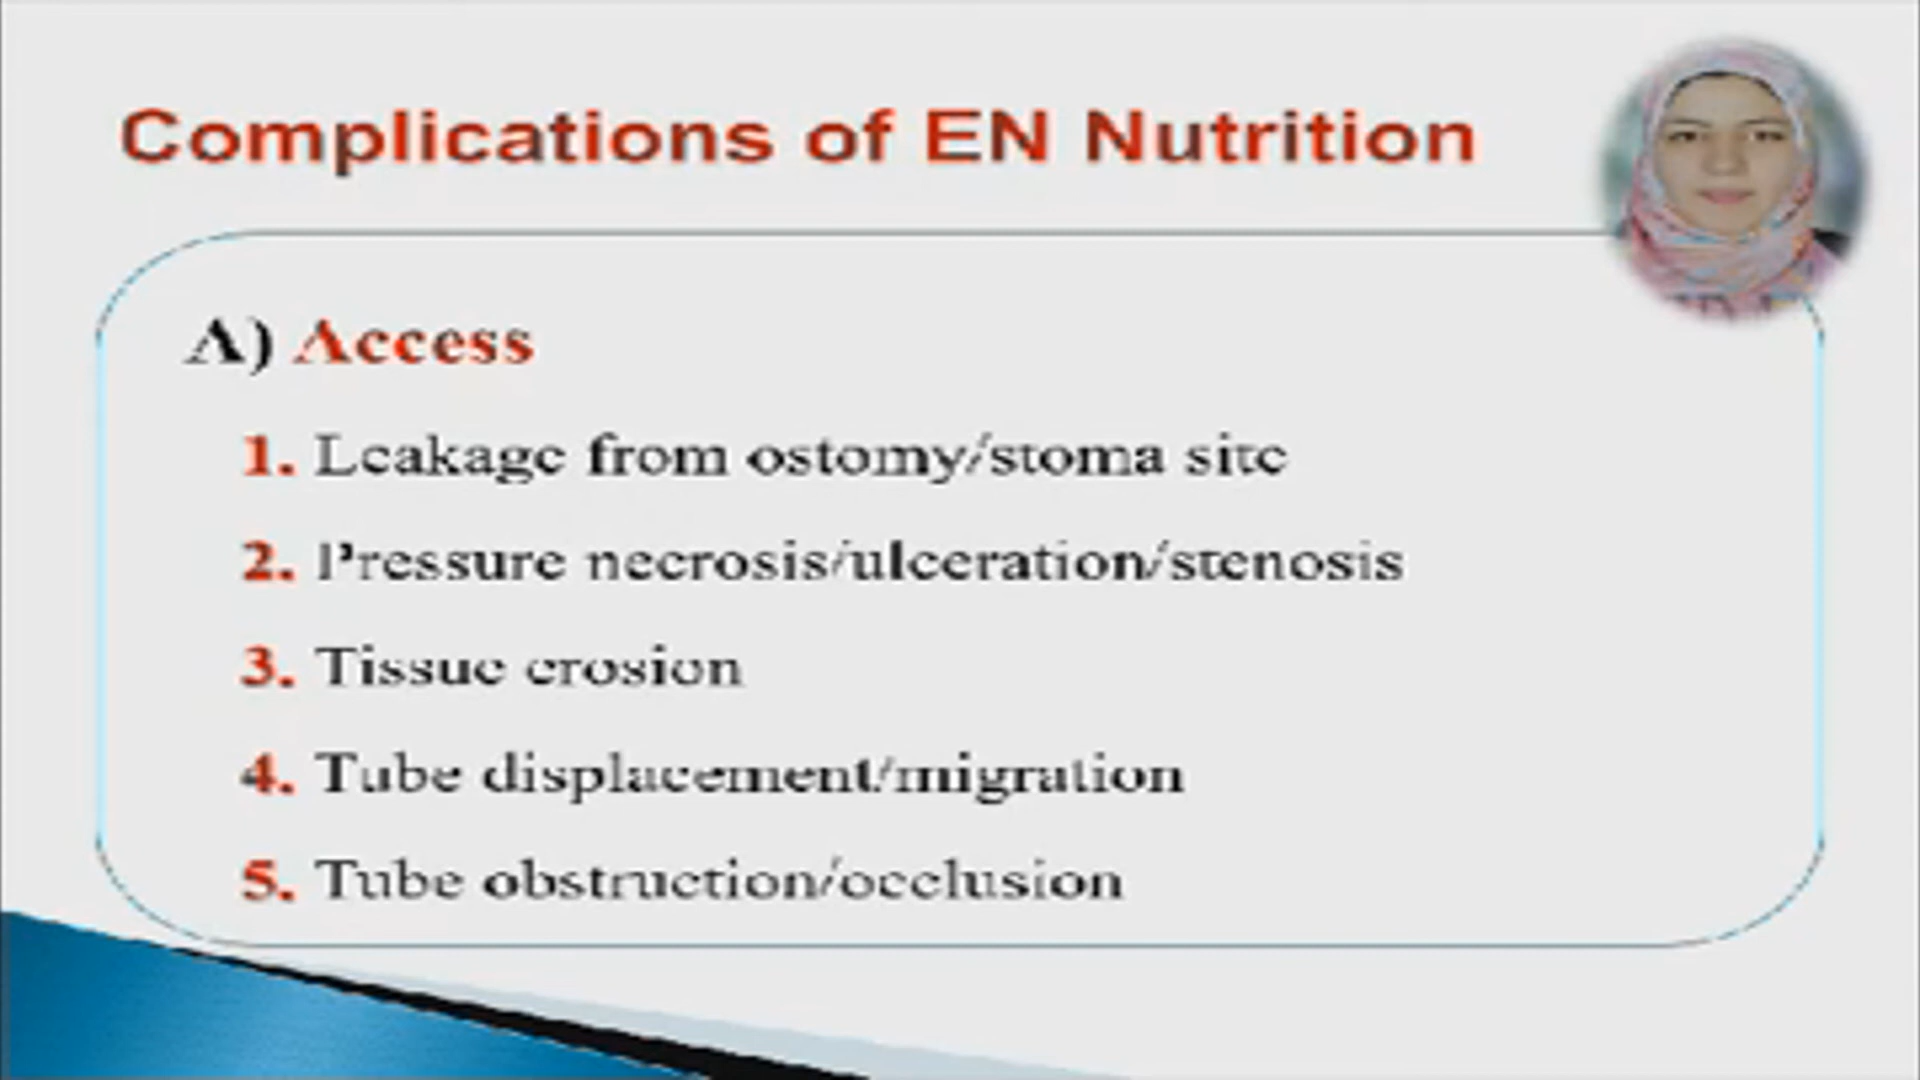 Complications of EN Nutrition
A) Access
1. Leakage from ostomy/stoma site
2. Pressure necrosis/ulceration/stenosis
3. Tissue erosion
4. Tube displacement/migration
5. Tube obstruction/occlusion